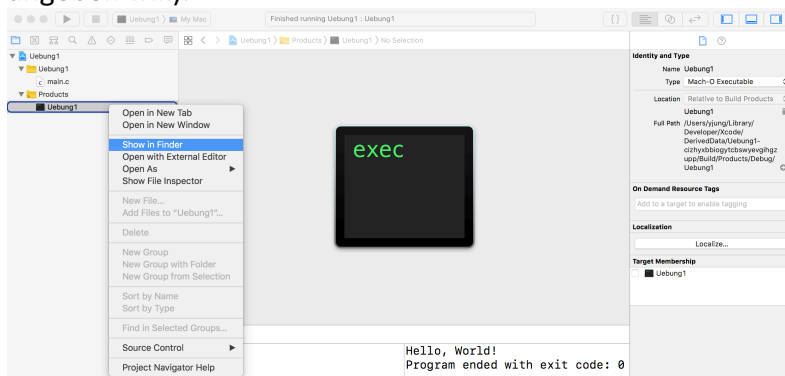 Uebung1 〉 My Mac
Finished running Uebung1 : Uebung1
Uebung1 〉 Products 〉 Uebung1 〉 No Selection
Uebung1
Uebung1
main.c
Products
Uebung1
Open in New Tab
Open in New Window
Show in Finder
Open with External Editor
Open As
Show File Inspector
New File...
Add Files to “Uebung1”...
Delete
New Group
New Group with Folder
New Group from Selection
Sort by Name
Sort by Type
Find in Selected Groups...
Source Control
Project Navigator Help
exec
Hello, World!
Program ended with exit code: 0
Identity and Type
Name Uebung1
Type Mach-O Executable
Location Relative to Build Products
Uebung1
Full Path /Users/yjung/Library/
Developer/Xcode/
DerivedData/Uebung1-
cizhyxbbiogytcbswyevgihgz
upp/Build/Products/Debug/
Uebung1
On Demand Resource Tags
Add to a target to enable tagging
Localization
Localize...
Target Membership
Uebung1